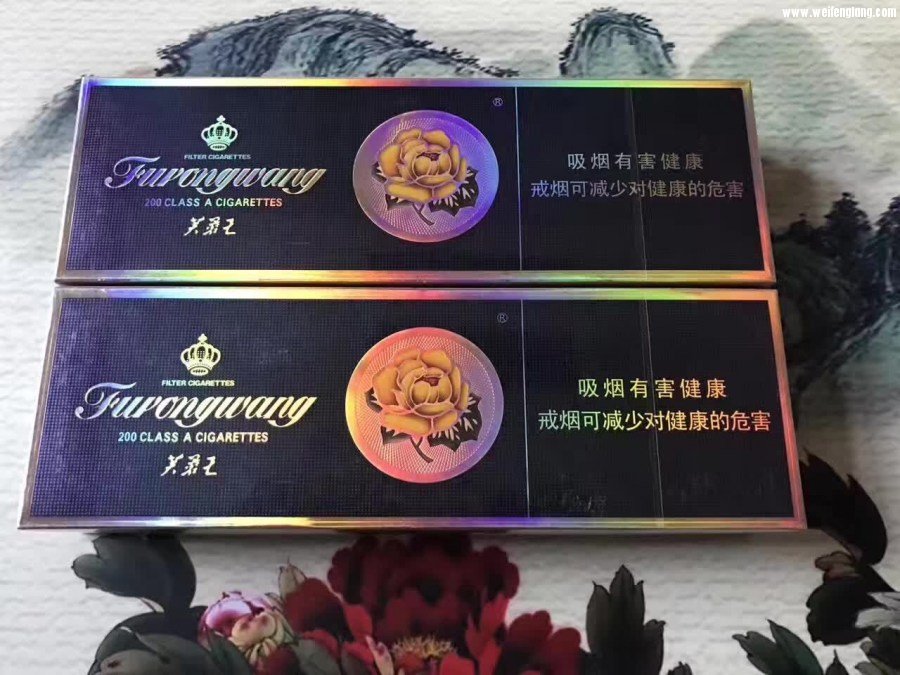 www.weifenglang.com
®
FILTER CIGARETTES
Furongwang
200 CLASS A CIGARETTES
芙蓉王
吸烟有害健康
戒烟可减少对健康的危害
®
FILTER CIGARETTES
Furongwang
200 CLASS A CIGARETTES
芙蓉王
吸烟有害健康
戒烟可减少对健康的危害